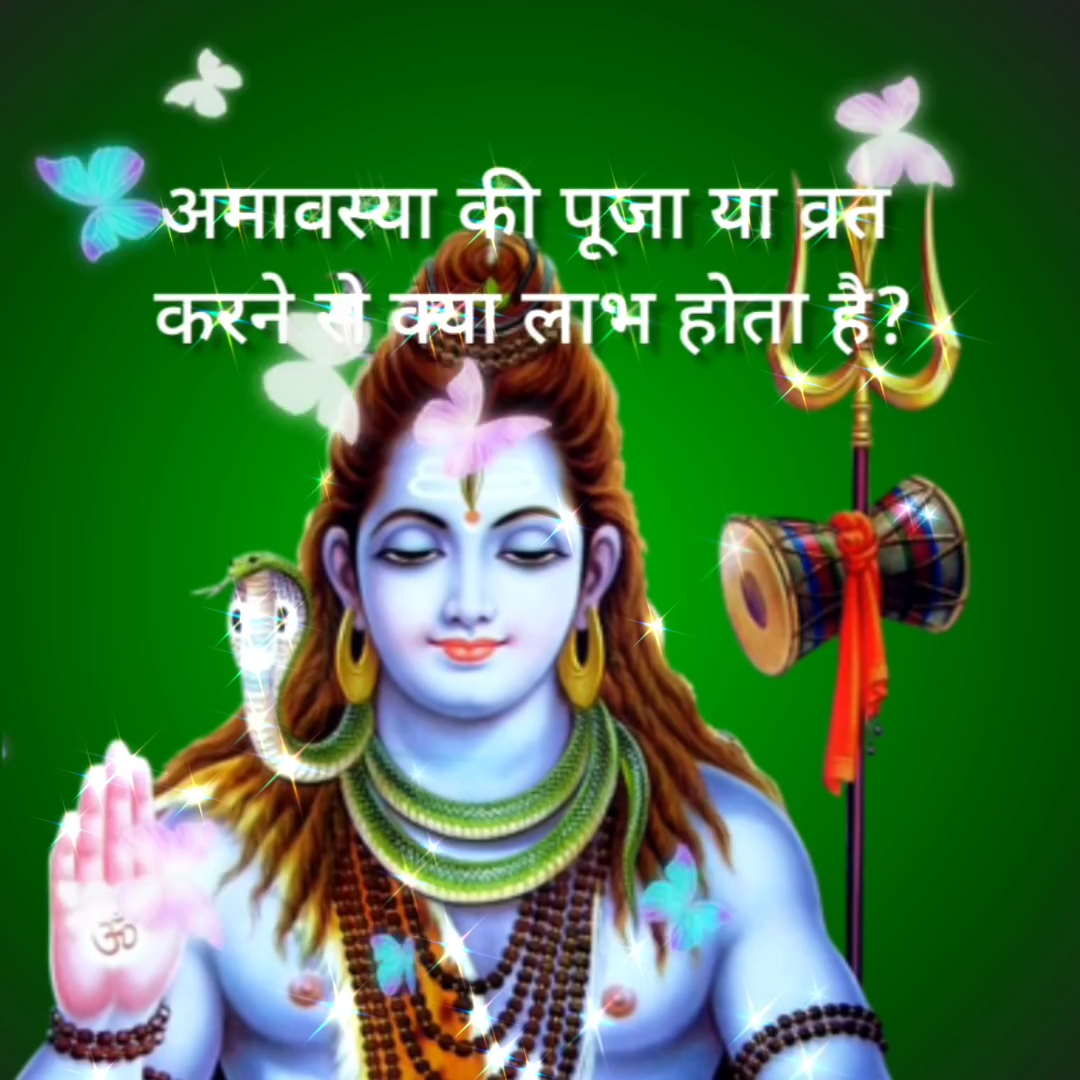 अमावस्या की पूजा या व्रत
करने से क्या लाभ होता है?
ॐ